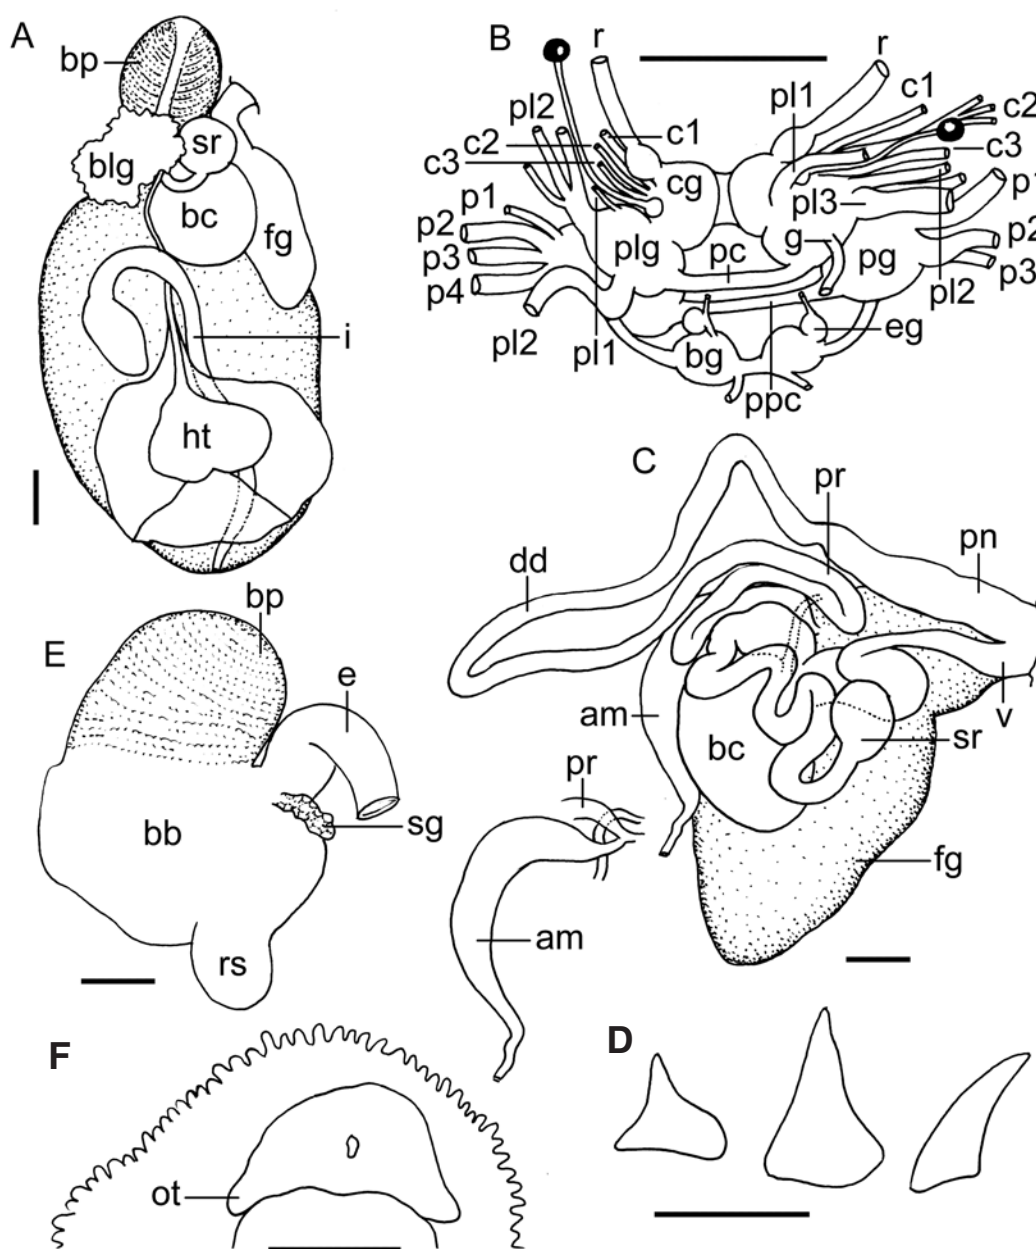 A
bp
blg
sr
bc
fg
i
ht
B
r
r
pl2
c1
c2
c3
p1
p2
p3
p4
pl2
pl1
cg
plg
pc
bg
ppc
pl1
c1
c2
c3
pl3
g
pg
p1
p2
p3
pl2
eg
C
dd
pr
pn
am
bc
sr
v
fg
pr
am
E
bp
e
bb
sg
rs
F
ot
D